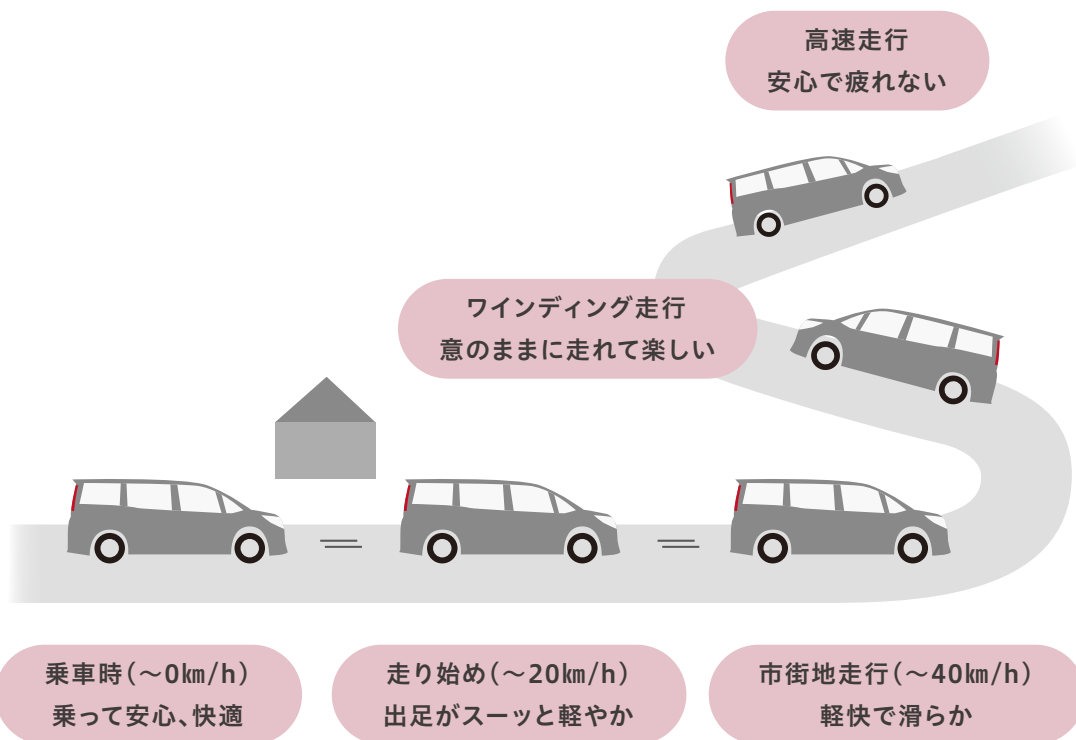 高速走行
安心で疲れない
ワインディング走行
意のままに走れて楽しい
乗車時(～0㎞/h)
乗って安心、快適
走り始め(～20㎞/h)
出足がスーッと軽やか
市街地走行(～40㎞/h)
軽快で滑らか